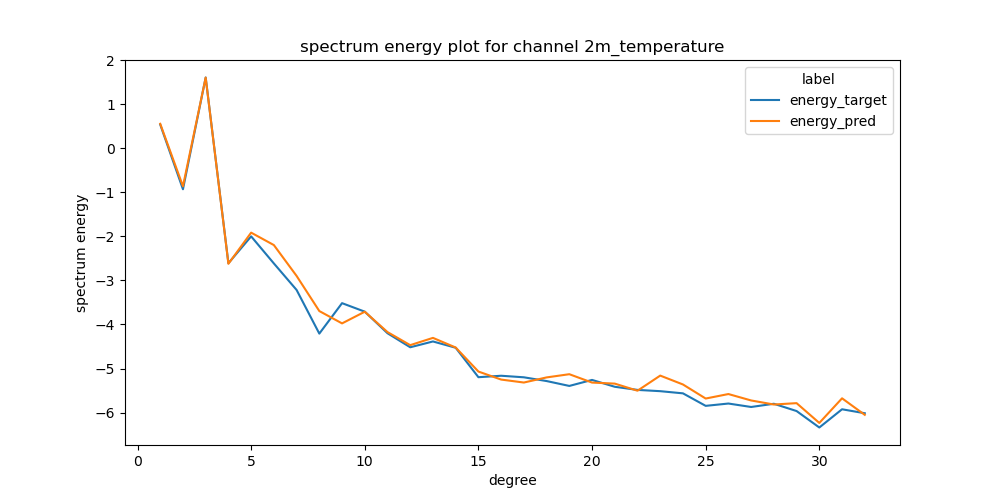 spectrum energy plot for channel 2m_temperature
label
energy_target
energy_pred
spectrum energy
2
1
0
−1
−2
−3
−4
−5
−6
0
5
10
15
20
25
30
degree